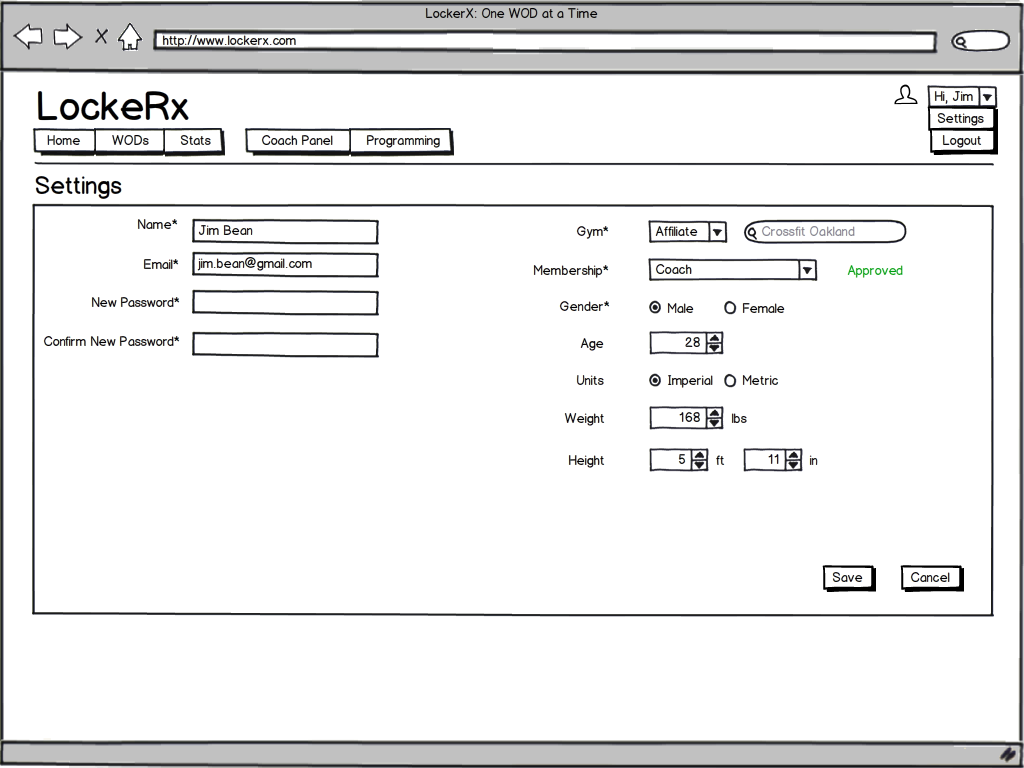 LockerX: One WOD at a Time
http://www.lockerx.com
LockeRx
Hi, Jim
Settings
Logout
Home WODs Stats Coach Panel Programming
Settings
Name* Jim Bean
Email* jim.bean@gmail.com
New Password*
Confirm New Password*
Gym* Affiliate Crossfit Oakland
Membership* Coach Approved
Gender* Male Female
Age 28
Units Imperial Metric
Weight 168 lbs
Height 5 ft 11 in
Save Cancel